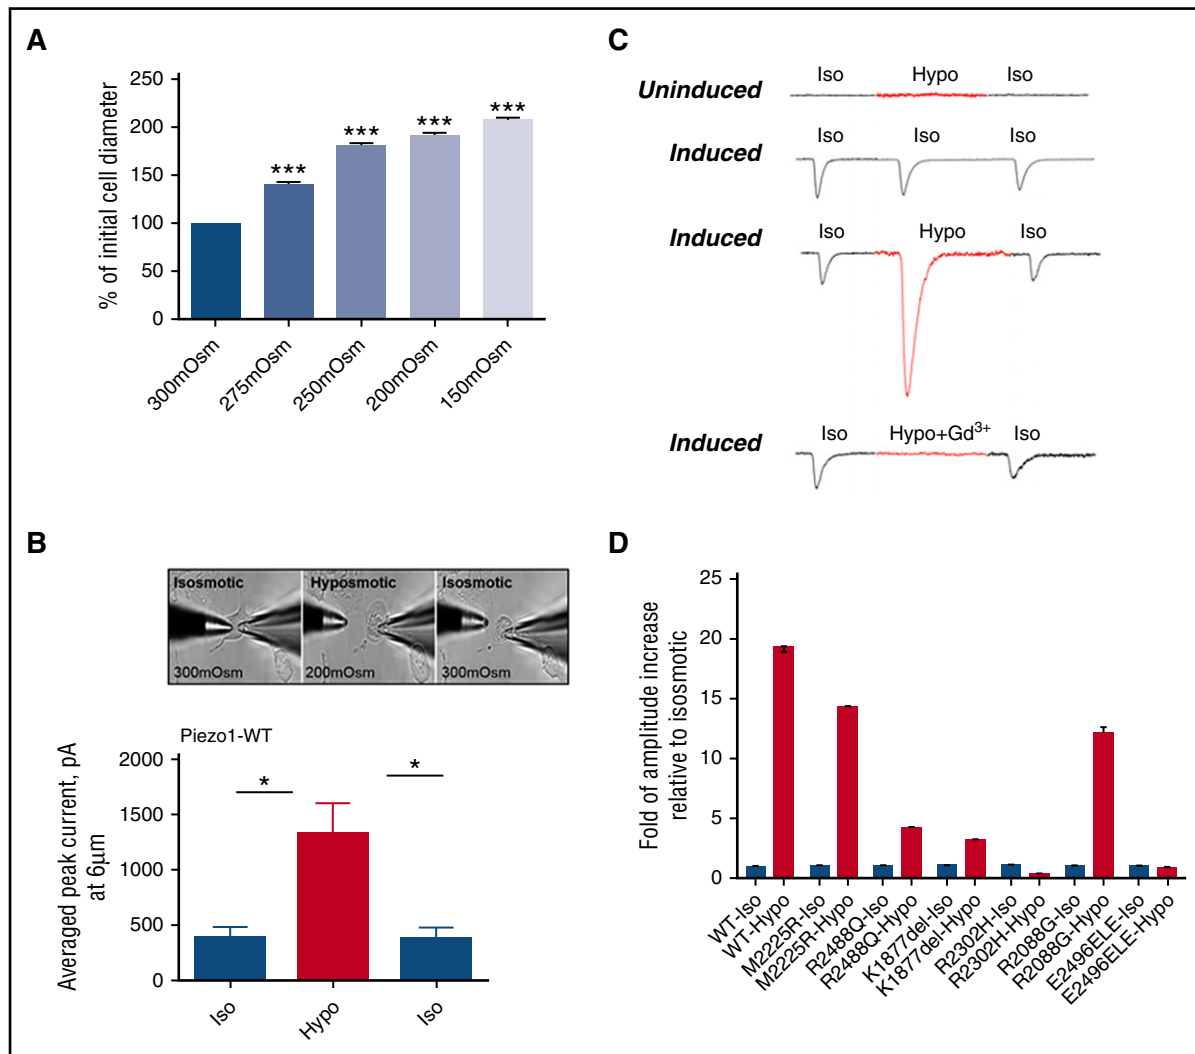 A
% of initial cell diameter
250
200
150
100
50
0
***
***
***
***
300mOsm
275mOsm
250mOsm
200mOsm
150mOsm
B
Isosmotic
Hyposmotic
Isosmotic
300mOsm
200mOsm
300mOsm
Piezo1-WT
Averaged peak current, pA
at 6µm
2000
1500
1000
500
0
*
*
Iso
Hypo
Iso
C
Uninduced
Iso
Hypo
Iso
Induced
Iso
Iso
Iso
Induced
Iso
Hypo
Iso
Induced
Iso
Hypo+Gd³⁺
Iso
D
Fold of amplitude increase
relative to isosmotic
25
20
15
10
5
0
WT-Iso
WT-Hypo
M2225R-Iso
M2225R-Hypo
R2488Q-Iso
R2488Q-Hypo
K1877del-Iso
K1877del-Hypo
R2302H-Iso
R2302H-Hypo
R2088G-Iso
R2088G-Hypo
E2496ELE-Iso
E2496ELE-Hypo